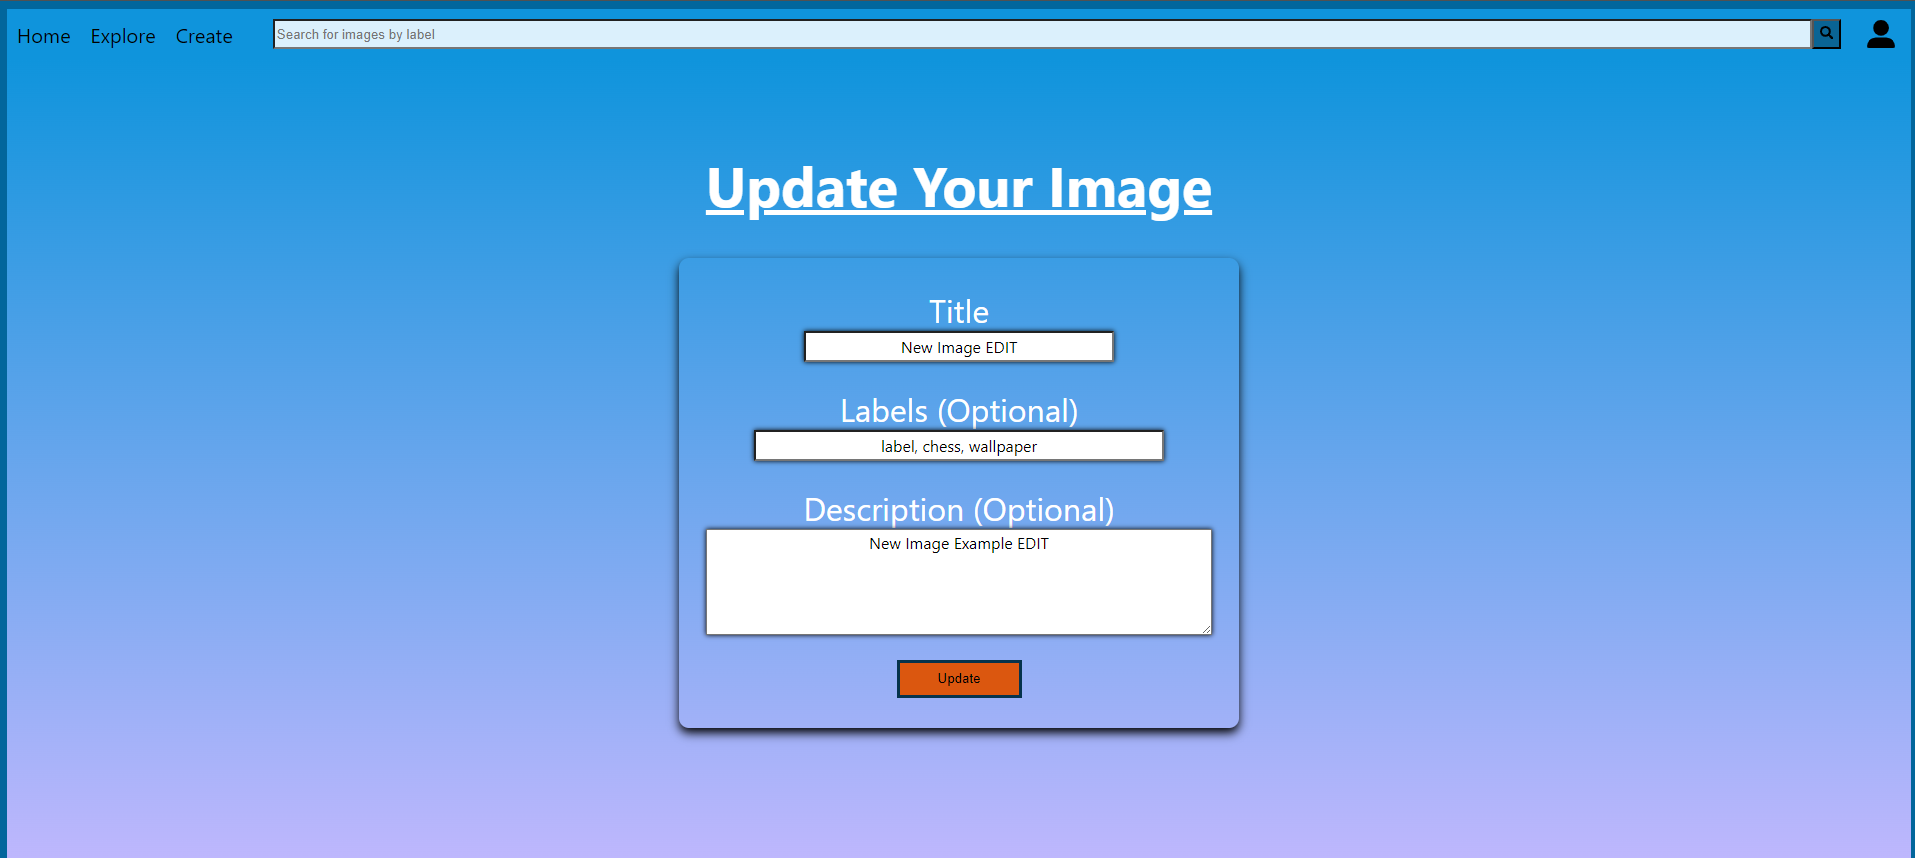 Home Explore Create Search for images by label
Update Your Image
Title
New Image EDIT
Labels (Optional)
label, chess, wallpaper
Description (Optional)
New Image Example EDIT
Update